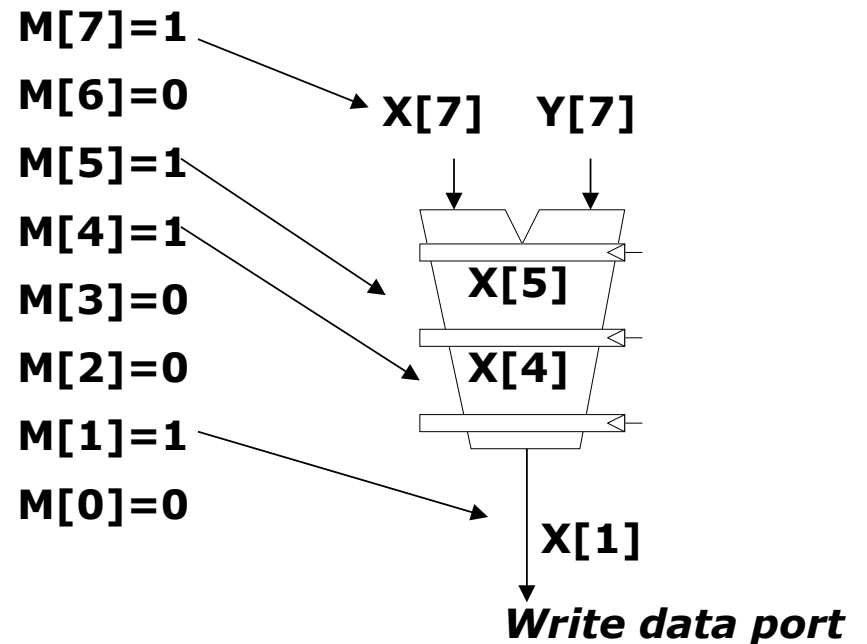 M[7]=1
M[6]=0
X[7] Y[7]
M[5]=1
M[4]=1
X[5]
M[3]=0
M[2]=0
X[4]
M[1]=1
M[0]=0
X[1]
Write data port